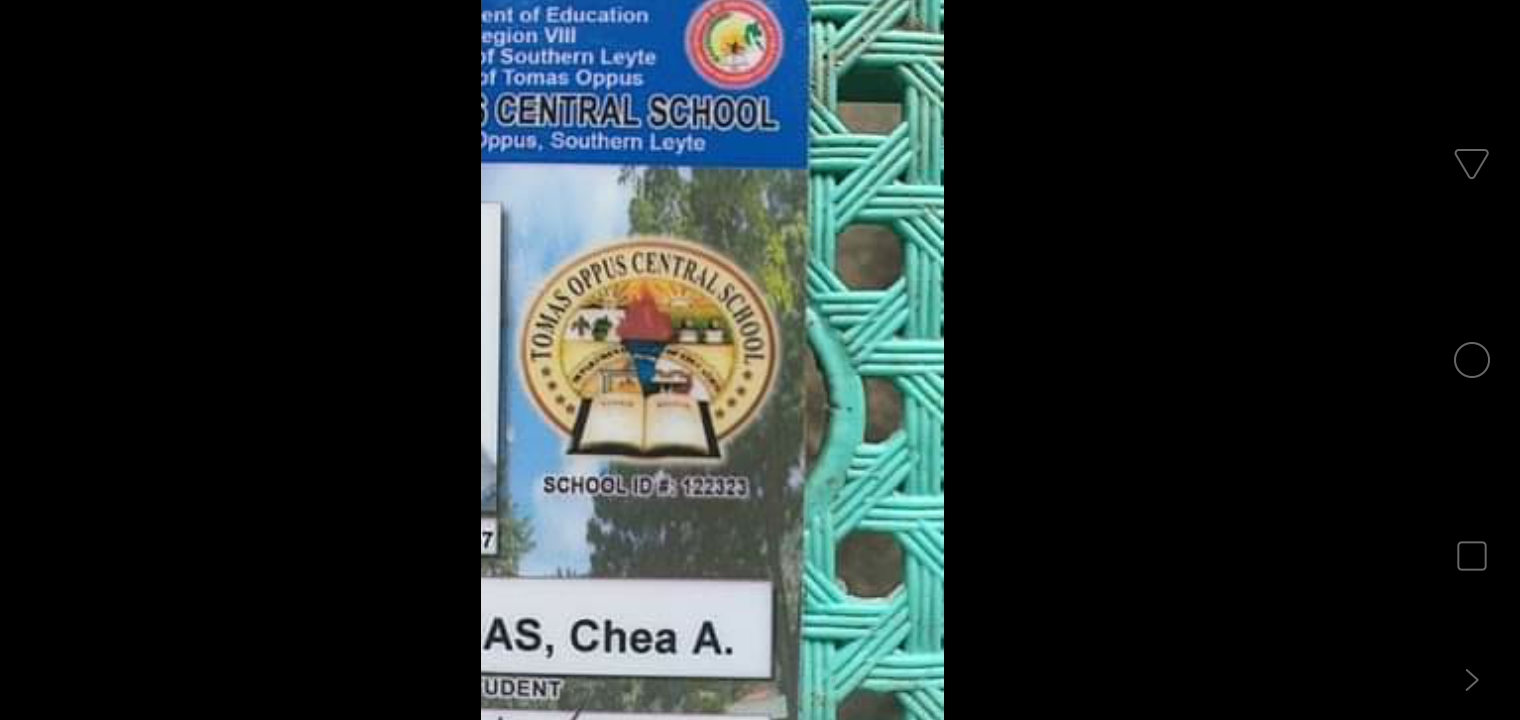 ent of Education
egion VIII
of Southern Leyte
of Tomas Oppus
S CENTRAL SCHOOL
Oppus, Southern Leyte
TOMAS OPPUS CENTRAL SCHOOL
SCHOOL ID #: 122323
7
AS, Chea A.
UDENT